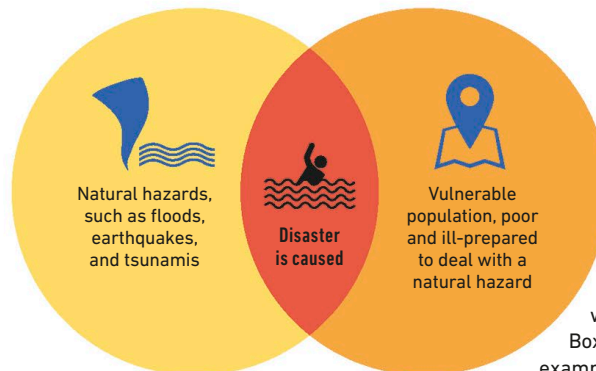 Natural hazards,
such as floods,
earthquakes,
and tsunamis
Disaster
is caused
Vulnerable
population, poor
and ill-prepared
to deal with a
natural hazard
Box